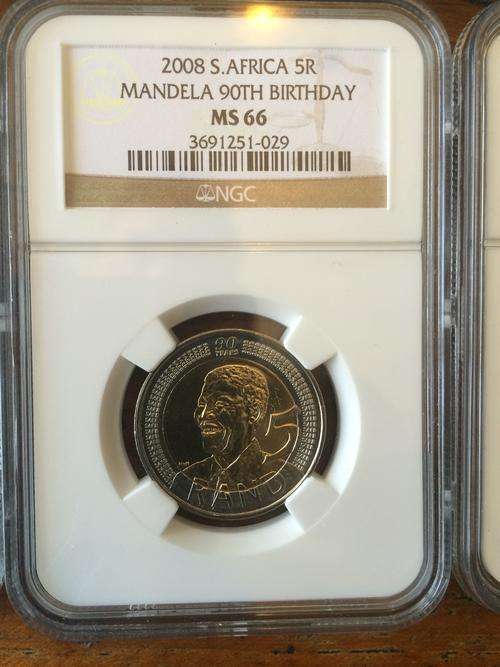 2008 S.AFRICA 5R
MANDELA 90TH BIRTHDAY
MS 66
3691251-029
NGC
90
YEARS
5
RAND